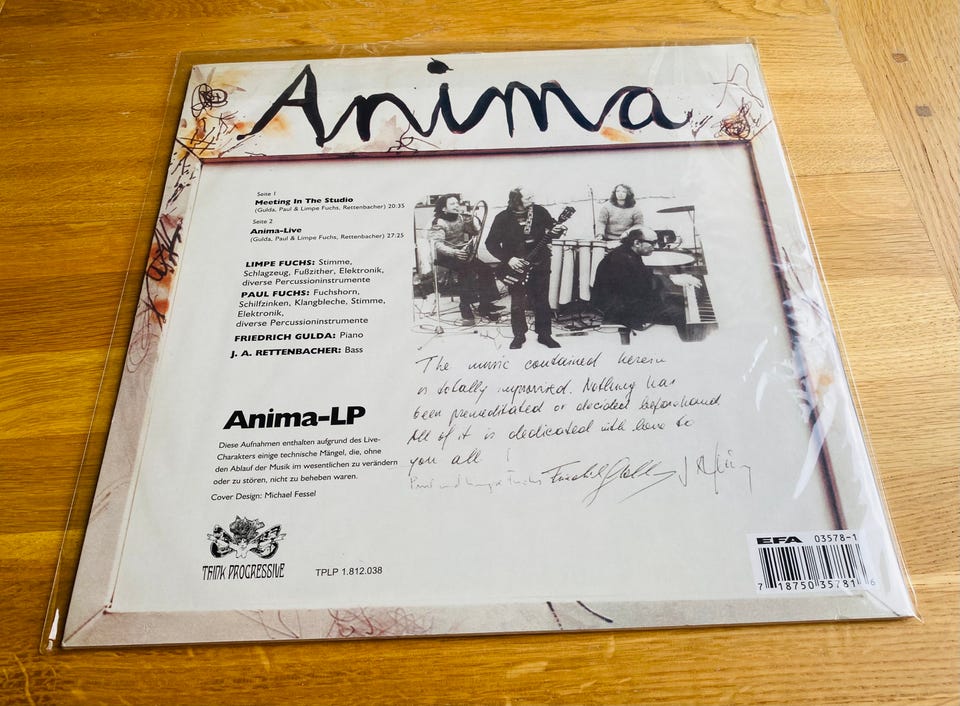 Anima
Seite 1
Meeting In The Studio
(Gulda, Paul & Limpe Fuchs, Rettenbacher) 20:35
Seite 2
Anima-Live
(Gulda, Paul & Limpe Fuchs, Rettenbacher) 27:25
LIMPE FUCHS: Stimme,
Schlagzeug, Fußzither, Elektronik,
diverse Percussioninstrumente
PAUL FUCHS: Fuchshorn,
Schilfzinken, Klangbleche, Stimme,
Elektronik,
diverse Percussioninstrumente
FRIEDRICH GULDA: Piano
J. A. RETTENBACHER: Bass
The music contained herein
is totally improvised. Nothing has
been premeditated or decided beforehand
All of it is dedicated with love to
you all !
Paul und Limpe Fuchs Friedrich Gulda
Anima-LP
Diese Aufnahmen enthalten aufgrund des Live-
Charakters einige technische Mängel, die, ohne
den Ablauf der Musik im wesentlichen zu verändern
oder zu stören, nicht zu beheben waren.
Cover Design: Michael Fessel
THINK PROGRESSIVE
TPLP 1.812.038
EFA 03578-1
7 18750 35781 6